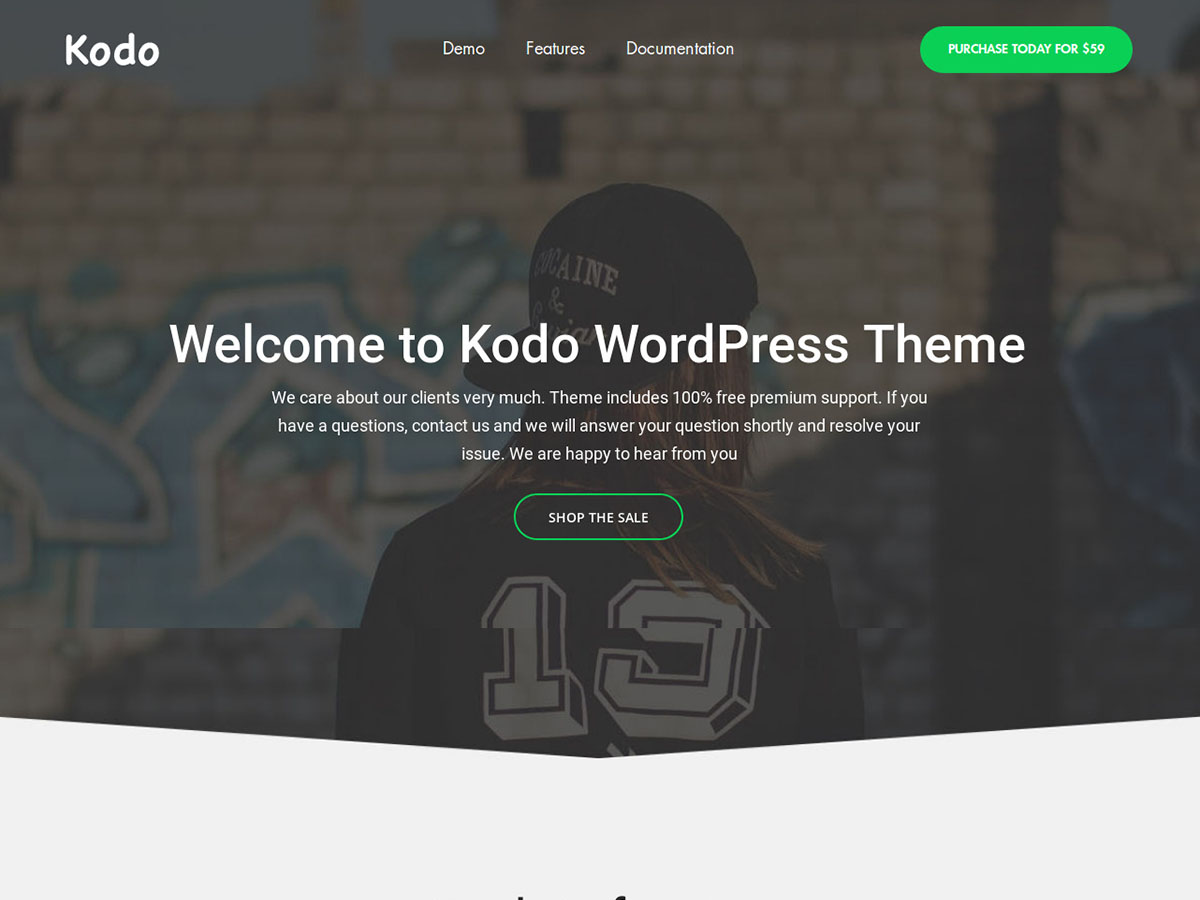 Kodo
Demo
Features
Documentation
PURCHASE TODAY FOR $59
COCAINE
&
Welcome to Kodo WordPress Theme
We care about our clients very much. Theme includes 100% free premium support. If you
have a questions, contact us and we will answer your question shortly and resolve your
issue. We are happy to hear from you
SHOP THE SALE